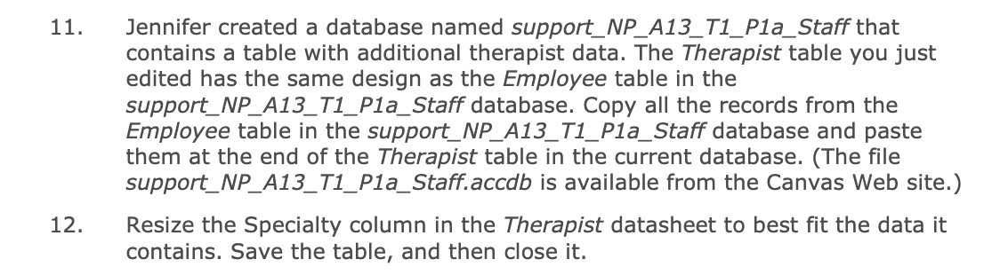 11. Jennifer created a database named support_NP_A13_T1_P1a_Staff that
contains a table with additional therapist data. The Therapist table you just
edited has the same design as the Employee table in the
support_NP_A13_T1_P1a_Staff database. Copy all the records from the
Employee table in the support_NP_A13_T1_P1a_Staff database and paste
them at the end of the Therapist table in the current database. (The file
support_NP_A13_T1_P1a_Staff.accdb is available from the Canvas Web site.)
12. Resize the Specialty column in the Therapist datasheet to best fit the data it
contains. Save the table, and then close it.